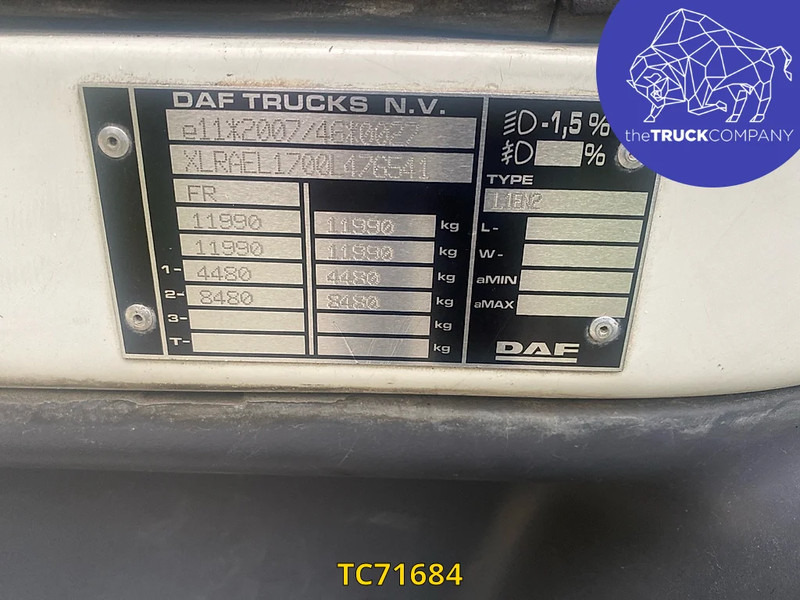 DAF TRUCKS N.V.
e11*2007/46*0027
XLRAEL1700L476541
FR
11990 11990 kg
11990 11990 kg
1- 4480 4480 kg
2- 8480 8480 kg
3- kg
T- kg
-1,5 %
%
TYPE
L-
W-
aMIN
aMAX
DAF
theTRUCKCOMPANY
TC71684